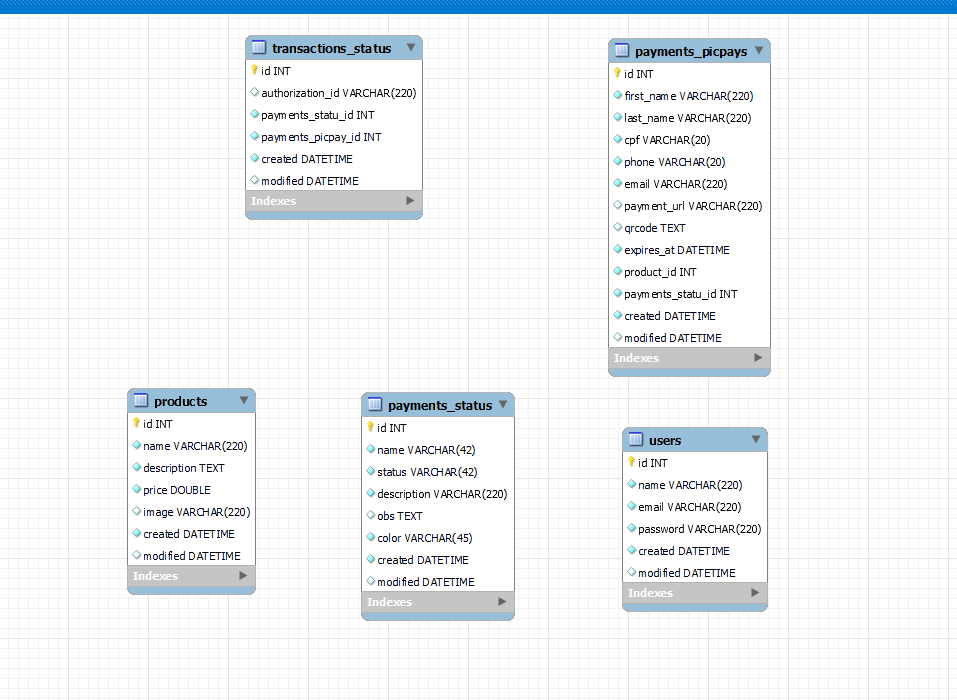 transactions_status
id INT
authorization_id VARCHAR(220)
payments_statu_id INT
payments_picpay_id INT
created DATETIME
modified DATETIME
Indexes
payments_picpays
id INT
first_name VARCHAR(220)
last_name VARCHAR(220)
cpf VARCHAR(20)
phone VARCHAR(20)
email VARCHAR(220)
payment_url VARCHAR(220)
qrcode TEXT
expires_at DATETIME
product_id INT
payments_statu_id INT
created DATETIME
modified DATETIME
Indexes
products
id INT
name VARCHAR(220)
description TEXT
price DOUBLE
image VARCHAR(220)
created DATETIME
modified DATETIME
Indexes
payments_status
id INT
name VARCHAR(42)
status VARCHAR(42)
description VARCHAR(220)
obs TEXT
color VARCHAR(45)
created DATETIME
modified DATETIME
Indexes
users
id INT
name VARCHAR(220)
email VARCHAR(220)
password VARCHAR(220)
created DATETIME
modified DATETIME
Indexes